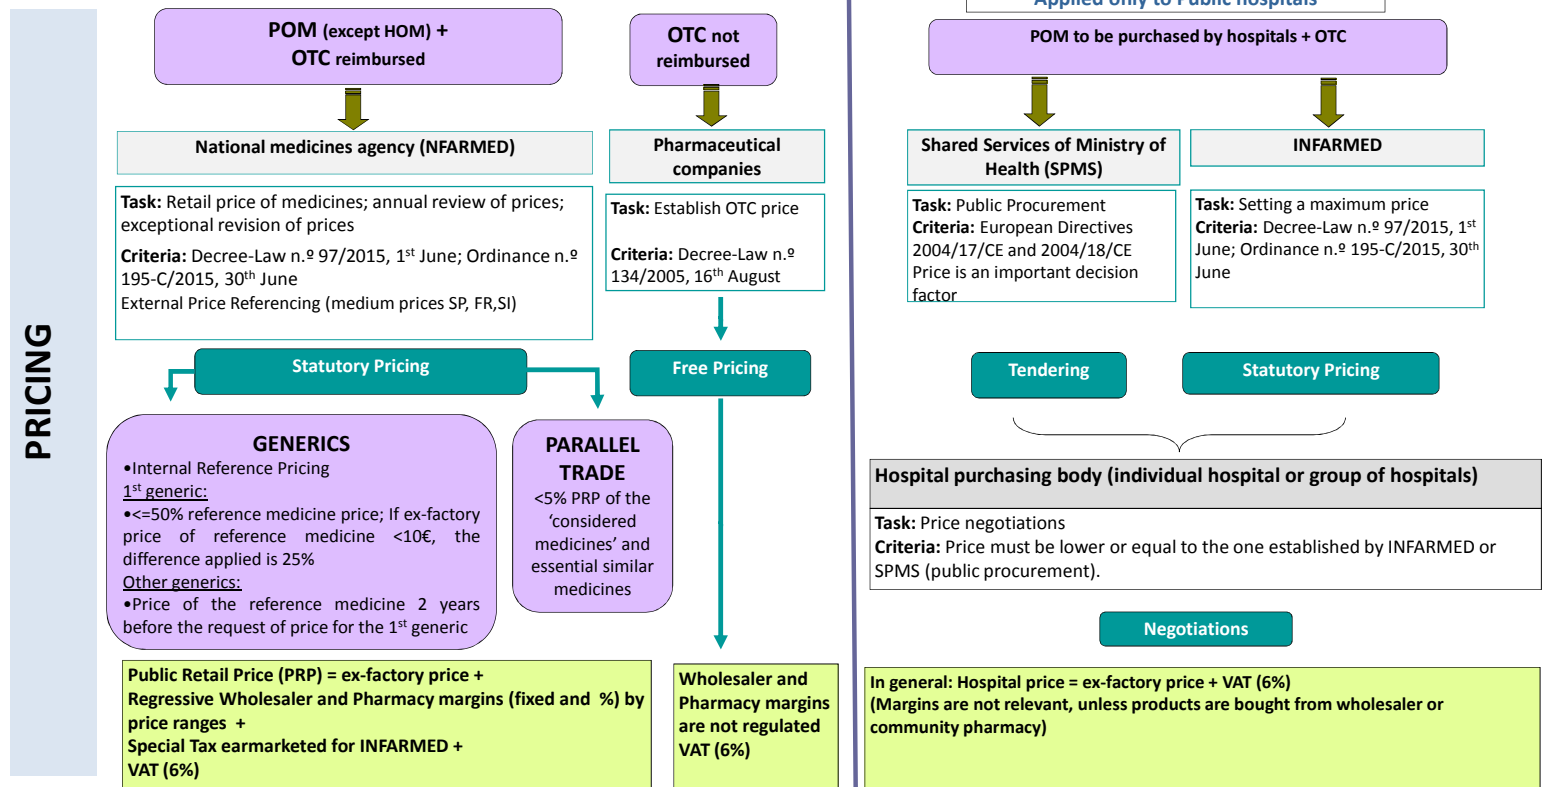 PRICING
POM (except HOM) +
OTC reimbursed
National medicines agency (NFARMED)
Task: Retail price of medicines; annual review of prices;
exceptional revision of prices
Criteria: Decree-Law n.º 97/2015, 1st June; Ordinance n.º
195-C/2015, 30th June
External Price Referencing (medium prices SP, FR,SI)
Statutory Pricing
GENERICS
•Internal Reference Pricing
1st generic:
•<=50% reference medicine price; If ex-factory
price of reference medicine <10€, the
difference applied is 25%
Other generics:
•Price of the reference medicine 2 years
before the request of price for the 1st generic
PARALLEL
TRADE
<5% PRP of the
‘considered
medicines’ and
essential similar
medicines
Public Retail Price (PRP) = ex-factory price +
Regressive Wholesaler and Pharmacy margins (fixed and %) by
price ranges +
Special Tax earmarketed for INFARMED +
VAT (6%)
OTC not
reimbursed
Pharmaceutical
companies
Task: Establish OTC price
Criteria: Decree-Law n.º
134/2005, 16th August
Free Pricing
Wholesaler and
Pharmacy margins
are not regulated
VAT (6%)
Applied only to Public hospitals
POM to be purchased by hospitals + OTC
Shared Services of Ministry of
Health (SPMS)
Task: Public Procurement
Criteria: European Directives
2004/17/CE and 2004/18/CE
Price is an important decision
factor
INFARMED
Task: Setting a maximum price
Criteria: Decree-Law n.º 97/2015, 1st
June; Ordinance n.º 195-C/2015, 30th
June
Tendering
Statutory Pricing
Hospital purchasing body (individual hospital or group of hospitals)
Task: Price negotiations
Criteria: Price must be lower or equal to the one established by INFARMED or
SPMS (public procurement).
Negotiations
In general: Hospital price = ex-factory price + VAT (6%)
(Margins are not relevant, unless products are bought from wholesaler or
community pharmacy)